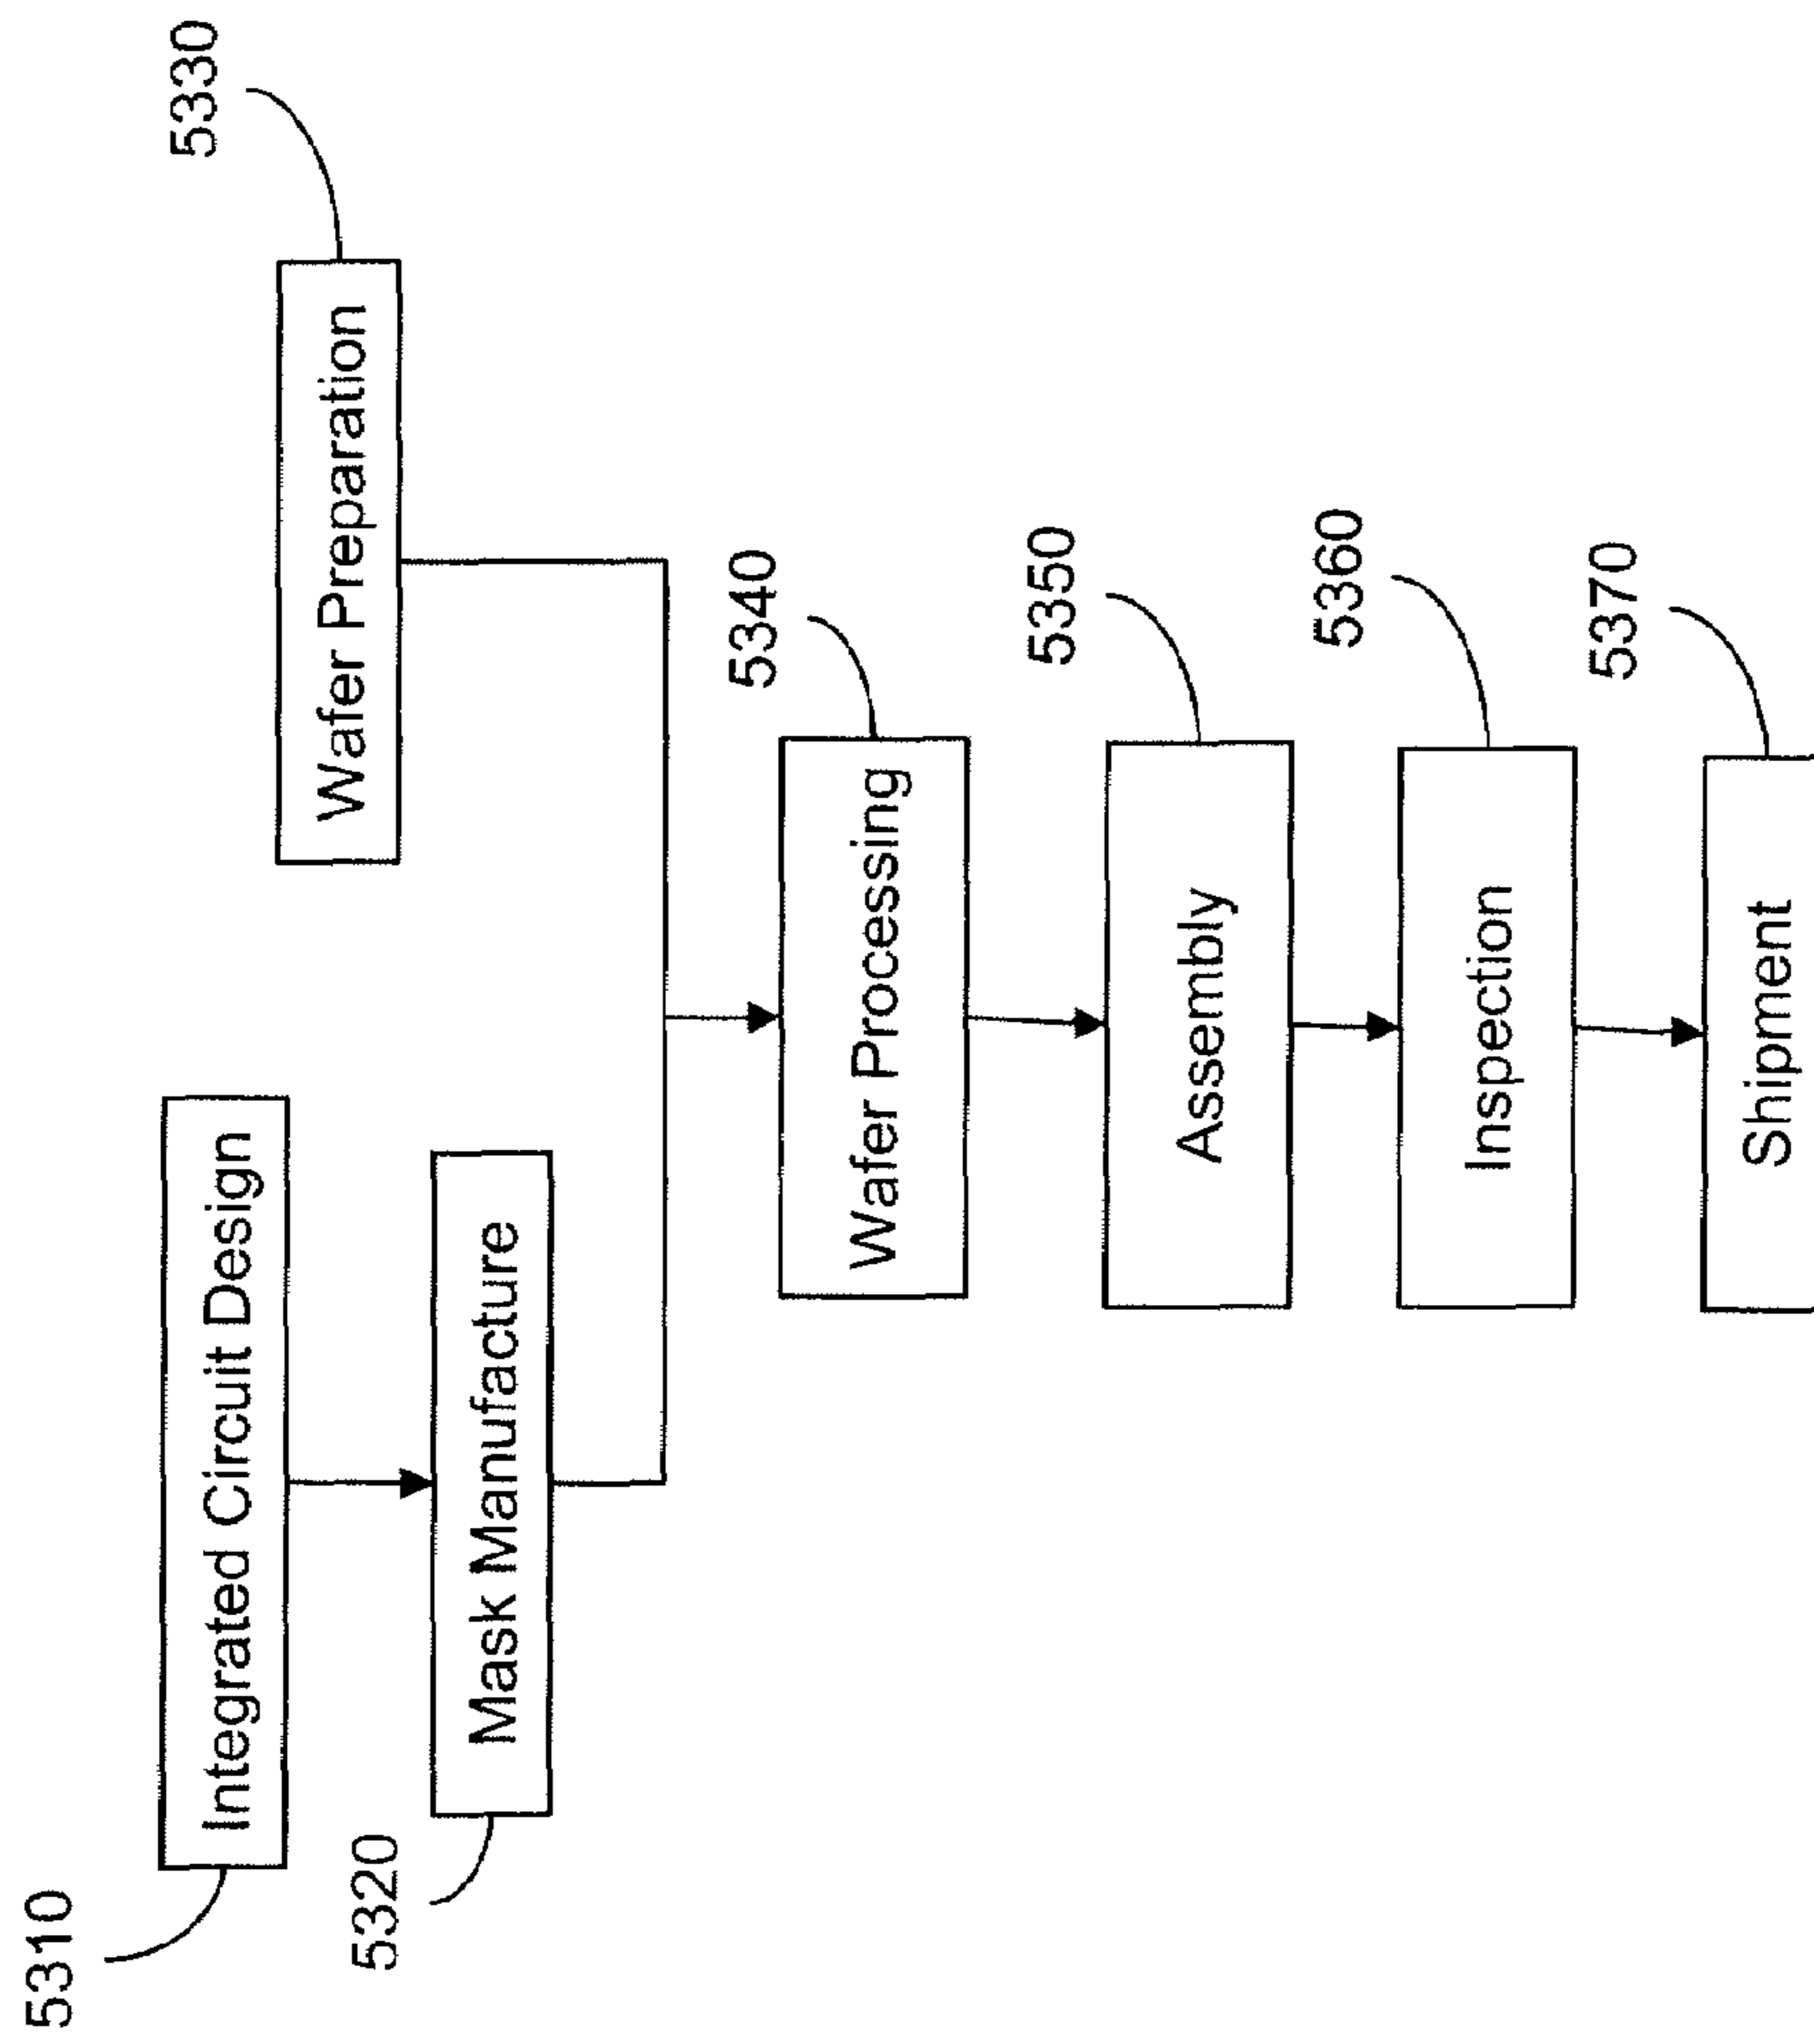 5310
Integrated Circuit Design
5320
Mask Manufacture
5330
Wafer Preparation
5340
Wafer Processing
5350
Assembly
5360
Inspection
5370
Shipment